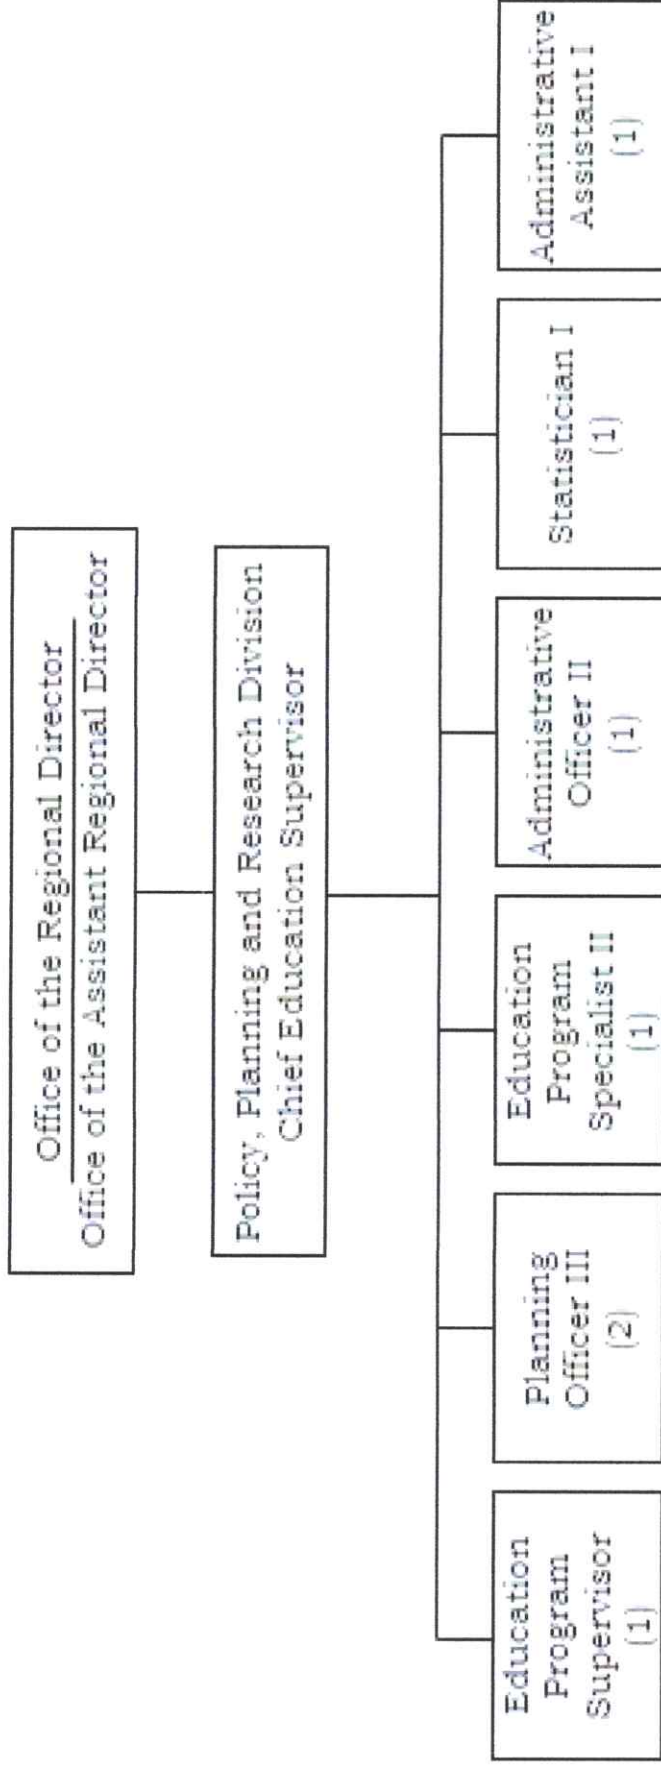 Office of the Regional Director
Office of the Assistant Regional Director
Policy, Planning and Research Division
Chief Education Supervisor
Education
Program
Supervisor
(1)
Planning
Officer III
(2)
Education
Program
Specialist II
(1)
Administrative
Officer II
(1)
Statistician I
(1)
Administrative
Assistant I
(1)